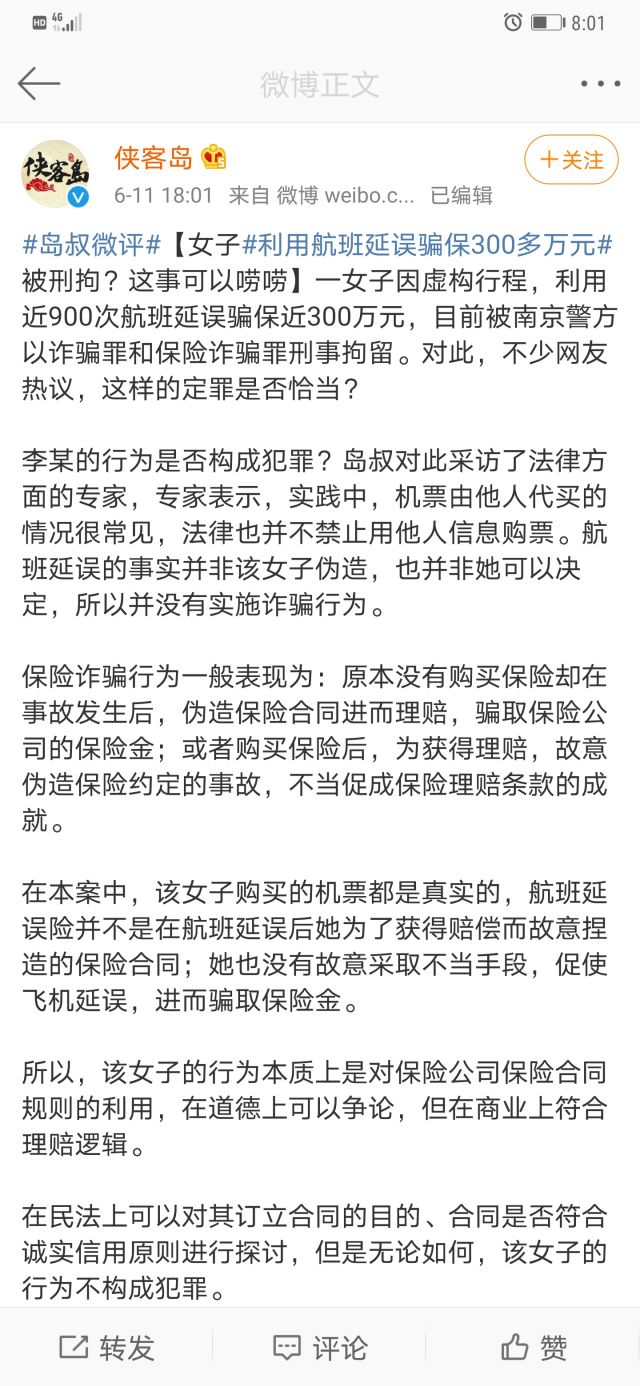 HD 4G 8:01
微博正文
侠客岛
侠客岛
+关注
6-11 18:01 来自 微博 weibo.c... 已编辑
#岛叔微评#【女子#利用航班延误骗保300多万元#
被刑拘？这事可以唠唠】一女子因虚构行程，利用
近900次航班延误骗保近300万元，目前被南京警方
以诈骗罪和保险诈骗罪刑事拘留。对此，不少网友
热议，这样的定罪是否恰当？
李某的行为是否构成犯罪？岛叔对此采访了法律方
面的专家，专家表示，实践中，机票由他人代买的
情况很常见，法律也并不禁止用他人信息购票。航
班延误的事实并非该女子伪造，也并非她可以决
定，所以并没有实施诈骗行为。
保险诈骗行为一般表现为：原本没有购买保险却在
事故发生后，伪造保险合同进而理赔，骗取保险公
司的保险金；或者购买保险后，为获得理赔，故意
伪造保险约定的事故，不当促成保险理赔条款的成
就。
在本案中，该女子购买的机票都是真实的，航班延
误险并不是在航班延误后她为了获得赔偿而故意捏
造的保险合同；她也没有故意采取不当手段，促使
飞机延误，进而骗取保险金。
所以，该女子的行为本质上是对保险公司保险合同
规则的利用，在道德上可以争论，但在商业上符合
理赔逻辑。
在民法上可以对其订立合同的目的、合同是否符合
诚实信用原则进行探讨，但是无论如何，该女子的
行为不构成犯罪。
转发 评论 赞